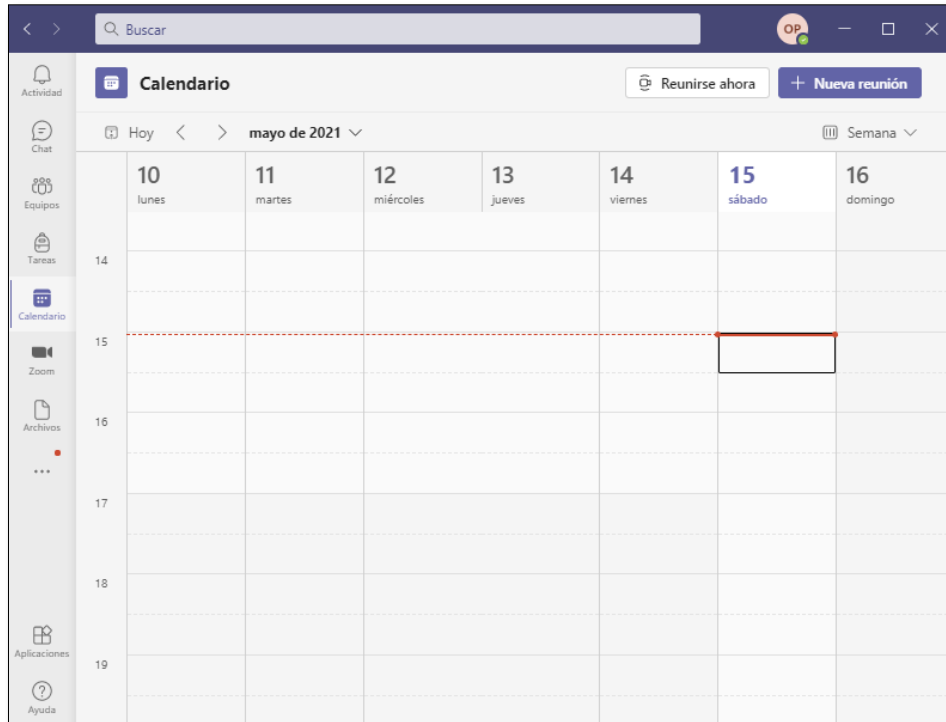 Buscar
OP
Actividad
Chat
Equipos
Tareas
Calendario
Zoom
Archivos
...
Aplicaciones
Ayuda
Calendario
Reunirse ahora
+ Nueva reunión
Hoy
mayo de 2021
Semana
10
lunes
11
martes
12
miércoles
13
jueves
14
viernes
15
sábado
16
domingo
14
15
16
17
18
19